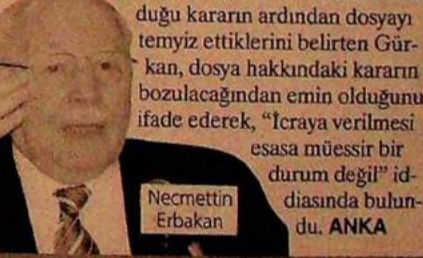 duğu kararın ardından dosyayı
temyiz ettiklerini belirten Gür-
kan, dosya hakkındaki kararın
bozulacağından emin olduğunu
ifade ederek, “İcraya verilmesi
esasa müessir bir
durum değil” id-
diasında bulun-
du. ANKA
Necmettin
Erbakan